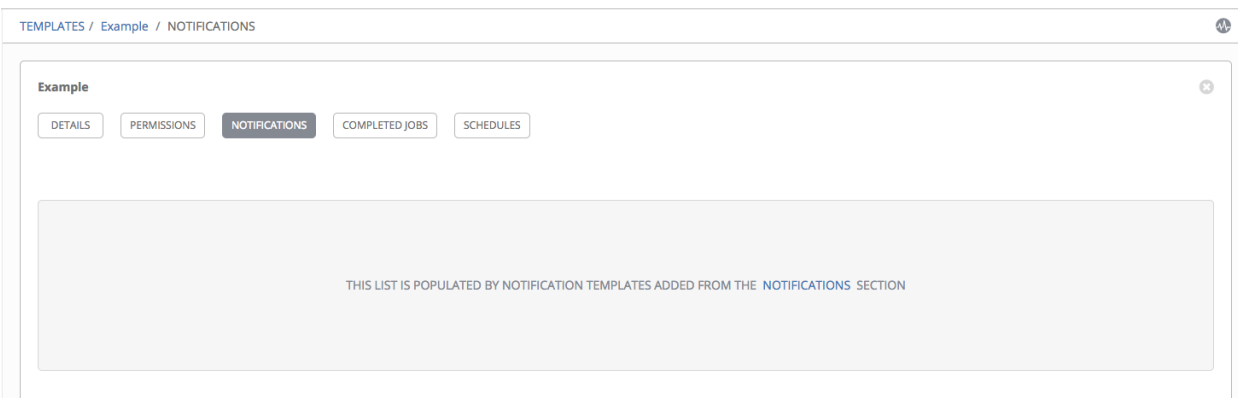 TEMPLATES / Example / NOTIFICATIONS
Example
DETAILS PERMISSIONS NOTIFICATIONS COMPLETED JOBS SCHEDULES
THIS LIST IS POPULATED BY NOTIFICATION TEMPLATES ADDED FROM THE NOTIFICATIONS SECTION